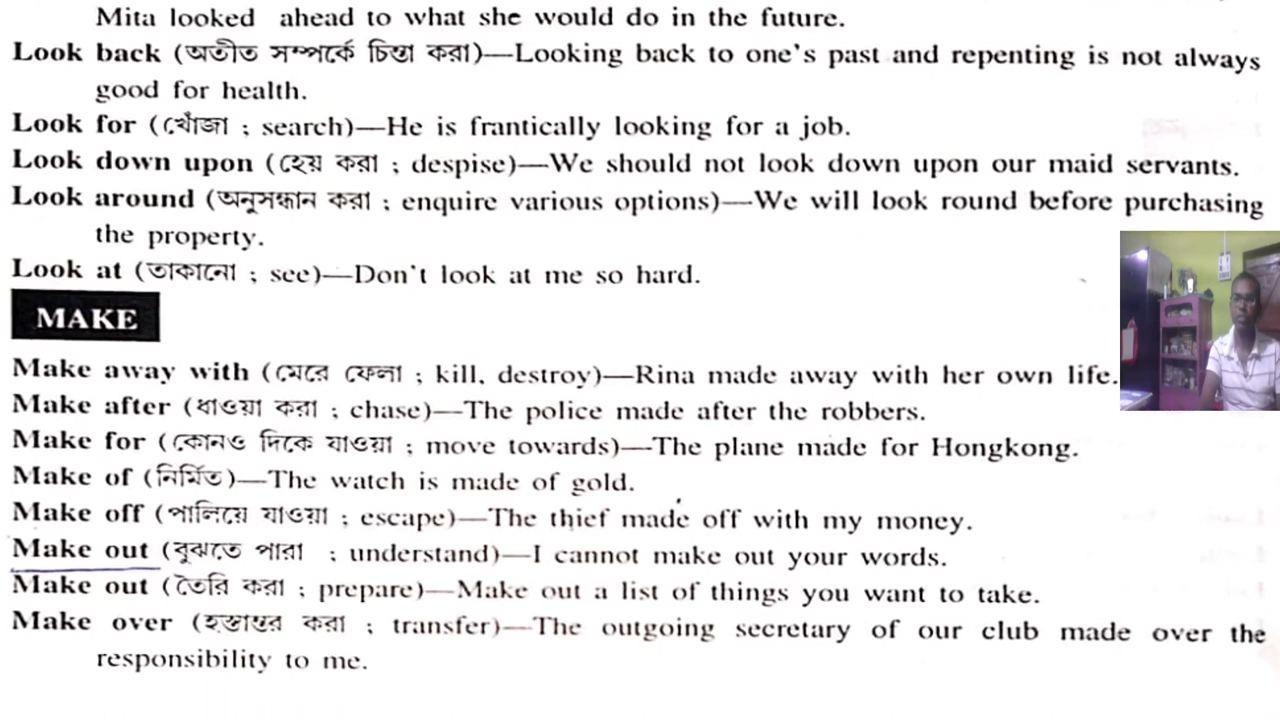 Mita looked ahead to what she would do in the future.
Look back (অতীত সম্পর্কে চিন্তা করা)—Looking back to one's past and repenting is not always
good for health.
Look for (খোঁজা ; search)—He is frantically looking for a job.
Look down upon (হেয় করা ; despise)—We should not look down upon our maid servants.
Look around (অনুসন্ধান করা ; enquire various options)—We will look round before purchasing
the property.
Look at (তাকানো ; see)—Don't look at me so hard.
MAKE
Make away with (মেরে ফেলা ; kill, destroy)—Rina made away with her own life.
Make after (ধাওয়া করা ; chase)—The police made after the robbers.
Make for (কোনও দিকে যাওয়া ; move towards)—The plane made for Hongkong.
Make of (নির্মিত)—The watch is made of gold.
Make off (পালিয়ে যাওয়া ; escape)—The thief made off with my money.
Make out (বুঝতে পারা ; understand)—I cannot make out your words.
Make out (তৈরি করা ; prepare)—Make out a list of things you want to take.
Make over (হস্তান্তর করা ; transfer)—The outgoing secretary of our club made over the
responsibility to me.